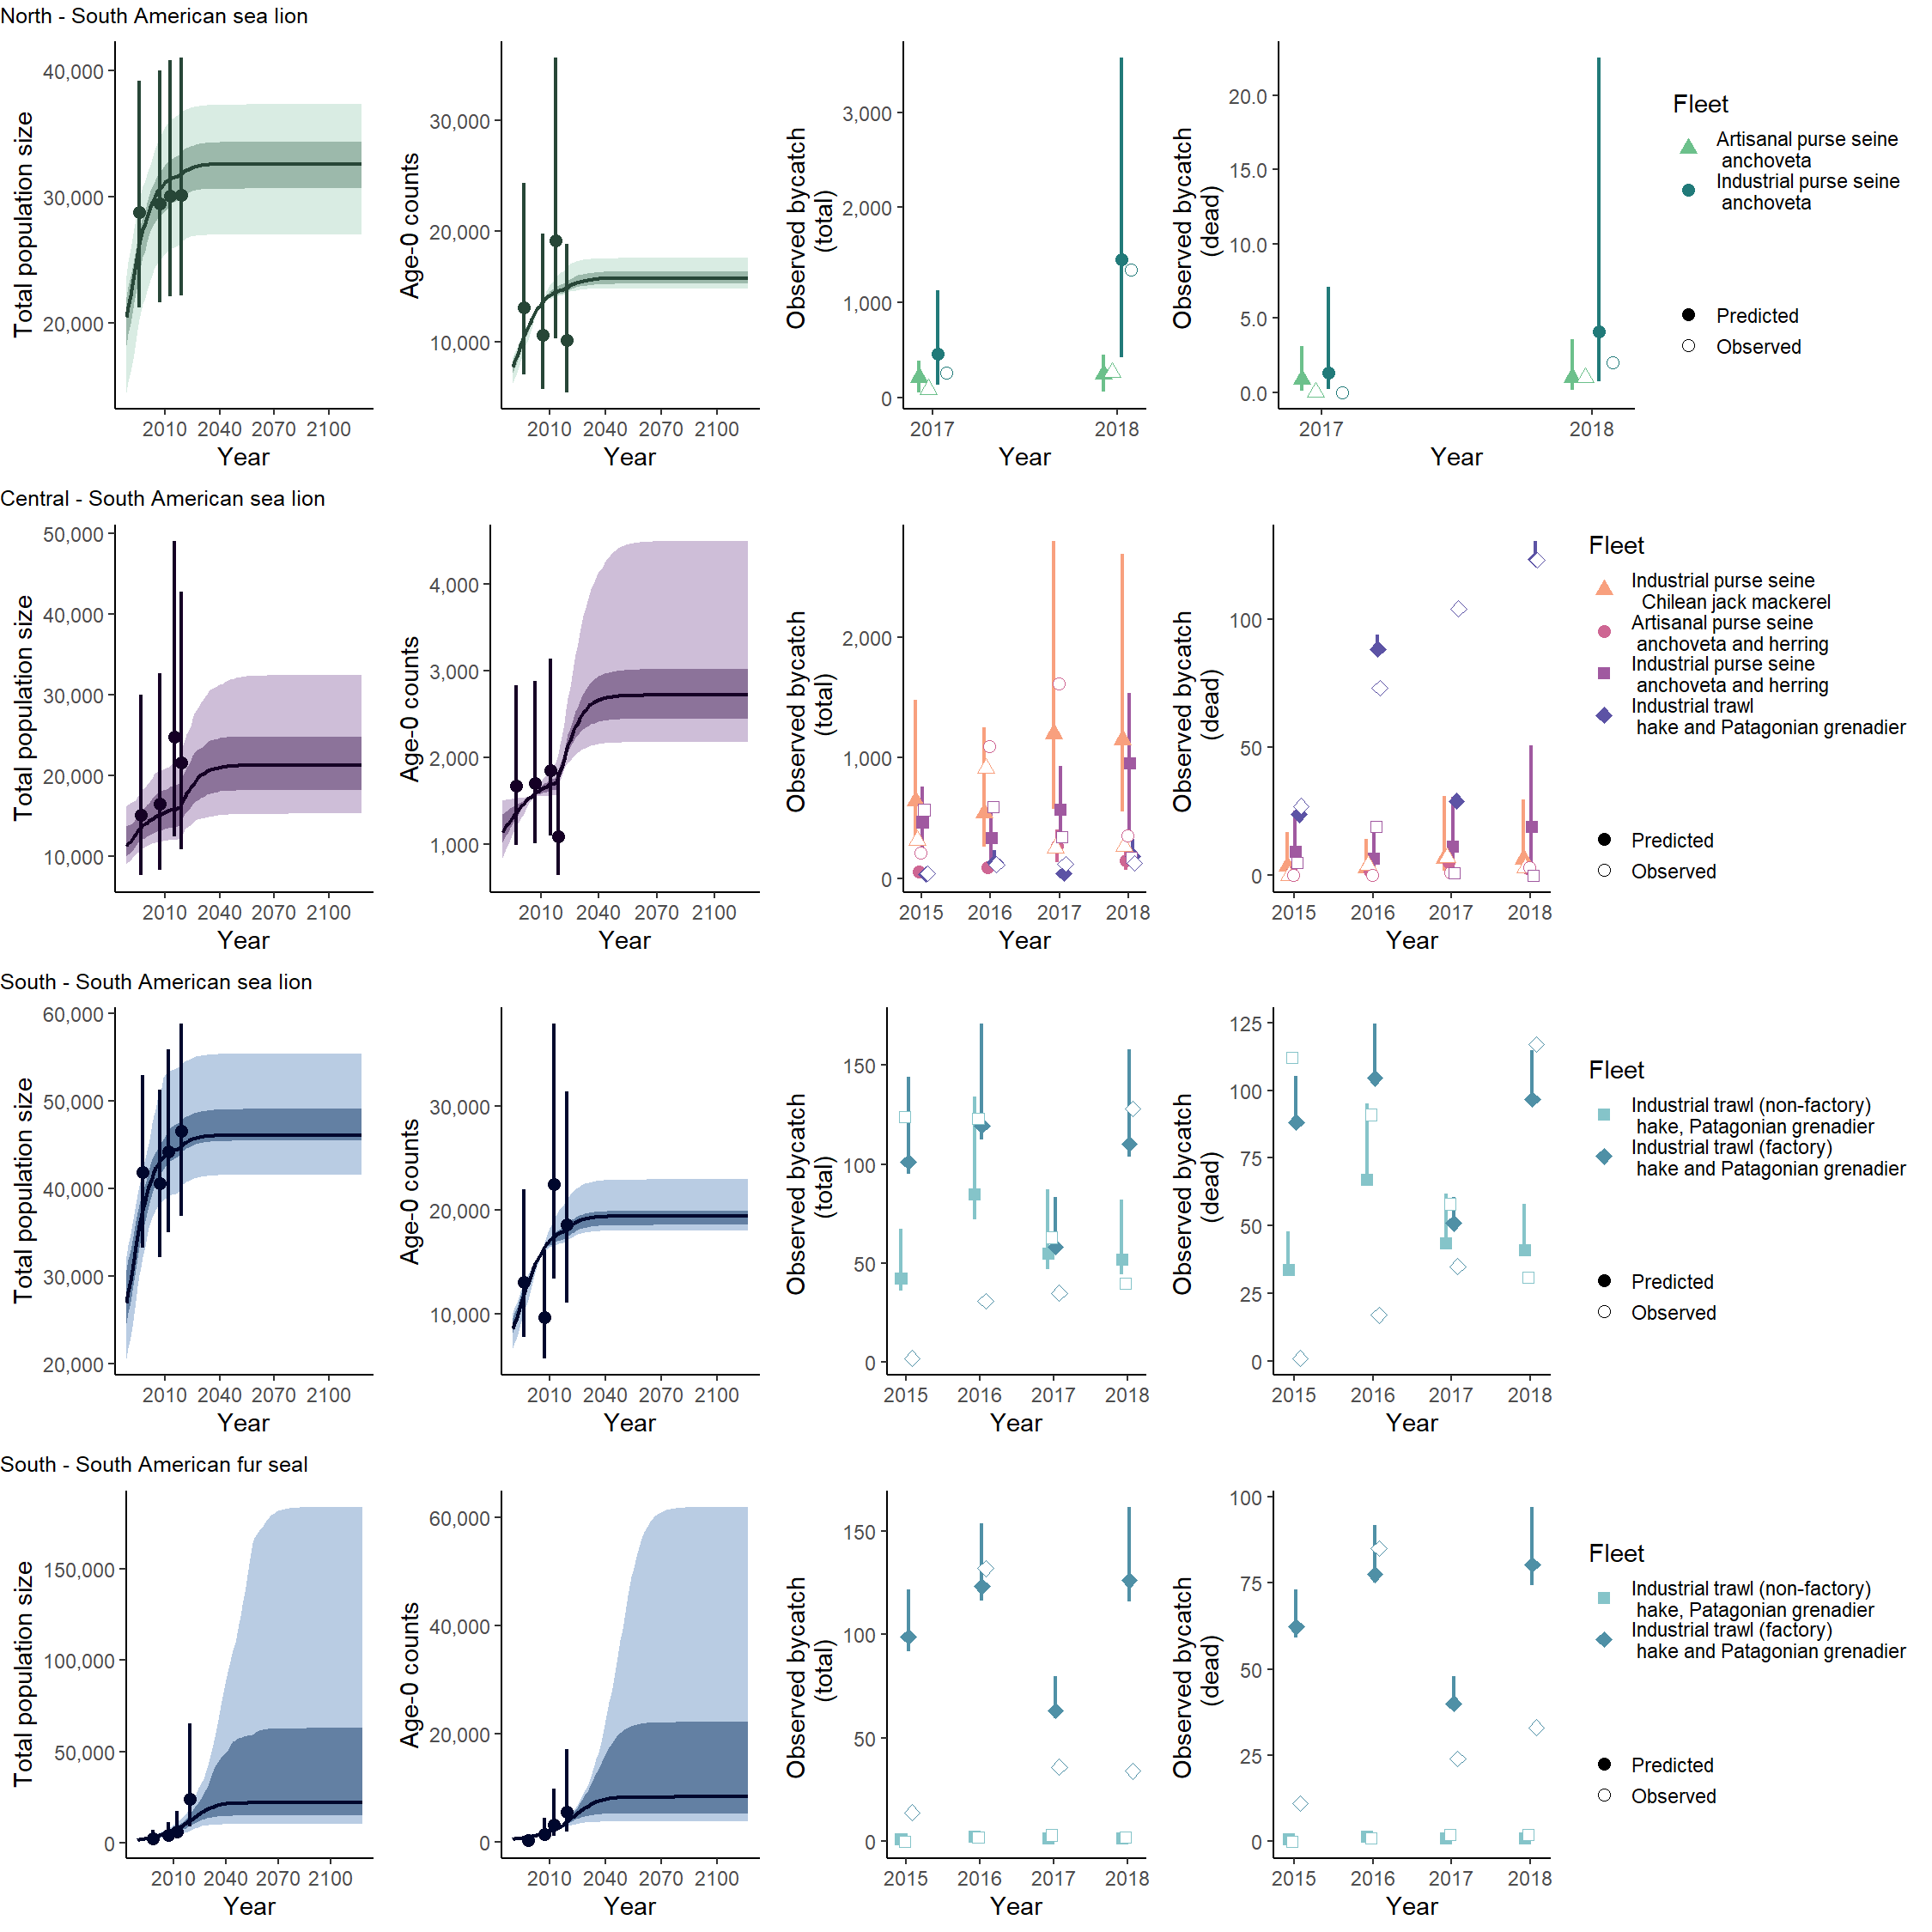 North - South American sea lion
Total population size
40,000
30,000
20,000
2010 2040 2070 2100
Year
Age-0 counts
30,000
20,000
10,000
2010 2040 2070 2100
Year
Observed bycatch
(total)
3,000
2,000
1,000
0
2017 2018
Year
Observed bycatch
(dead)
20.0
15.0
10.0
5.0
0.0
2017 2018
Year
Fleet
Artisanal purse seine
anchoveta
Industrial purse seine
anchoveta
Predicted
Observed
Central - South American sea lion
Total population size
50,000
40,000
30,000
20,000
10,000
2010 2040 2070 2100
Year
Age-0 counts
4,000
3,000
2,000
1,000
2010 2040 2070 2100
Year
Observed bycatch
(total)
2,000
1,000
0
2015 2016 2017 2018
Year
Observed bycatch
(dead)
100
50
0
2015 2016 2017 2018
Year
Fleet
Industrial purse seine
Chilean jack mackerel
Artisanal purse seine
anchoveta and herring
Industrial purse seine
anchoveta and herring
Industrial trawl
hake and Patagonian grenadier
Predicted
Observed
South - South American sea lion
Total population size
60,000
50,000
40,000
30,000
20,000
2010 2040 2070 2100
Year
Age-0 counts
30,000
20,000
10,000
2010 2040 2070 2100
Year
Observed bycatch
(total)
150
100
50
0
2015 2016 2017 2018
Year
Observed bycatch
(dead)
125
100
75
50
25
0
2015 2016 2017 2018
Year
Fleet
Industrial trawl (non-factory)
hake, Patagonian grenadier
Industrial trawl (factory)
hake and Patagonian grenadier
Predicted
Observed
South - South American fur seal
Total population size
150,000
100,000
50,000
0
2010 2040 2070 2100
Year
Age-0 counts
60,000
40,000
20,000
0
2010 2040 2070 2100
Year
Observed bycatch
(total)
150
100
50
0
2015 2016 2017 2018
Year
Observed bycatch
(dead)
100
75
50
25
0
2015 2016 2017 2018
Year
Fleet
Industrial trawl (non-factory)
hake, Patagonian grenadier
Industrial trawl (factory)
hake and Patagonian grenadier
Predicted
Observed